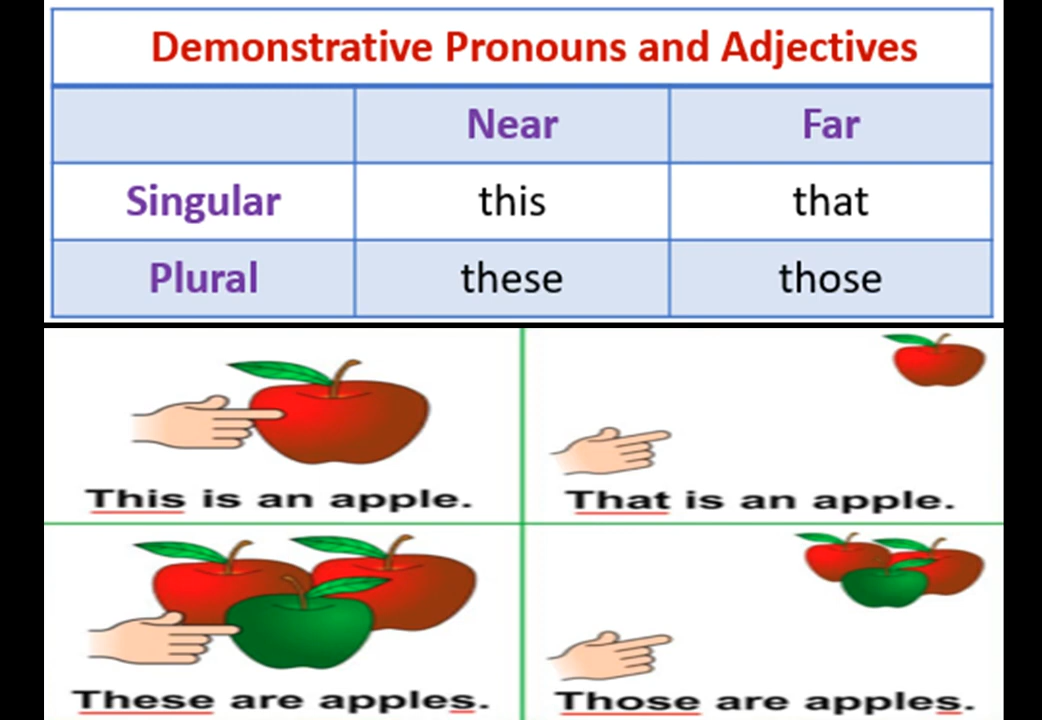 Demonstrative Pronouns and Adjectives
Near Far
Singular this that
Plural these those
This is an apple. That is an apple.
These are apples. Those are apples.